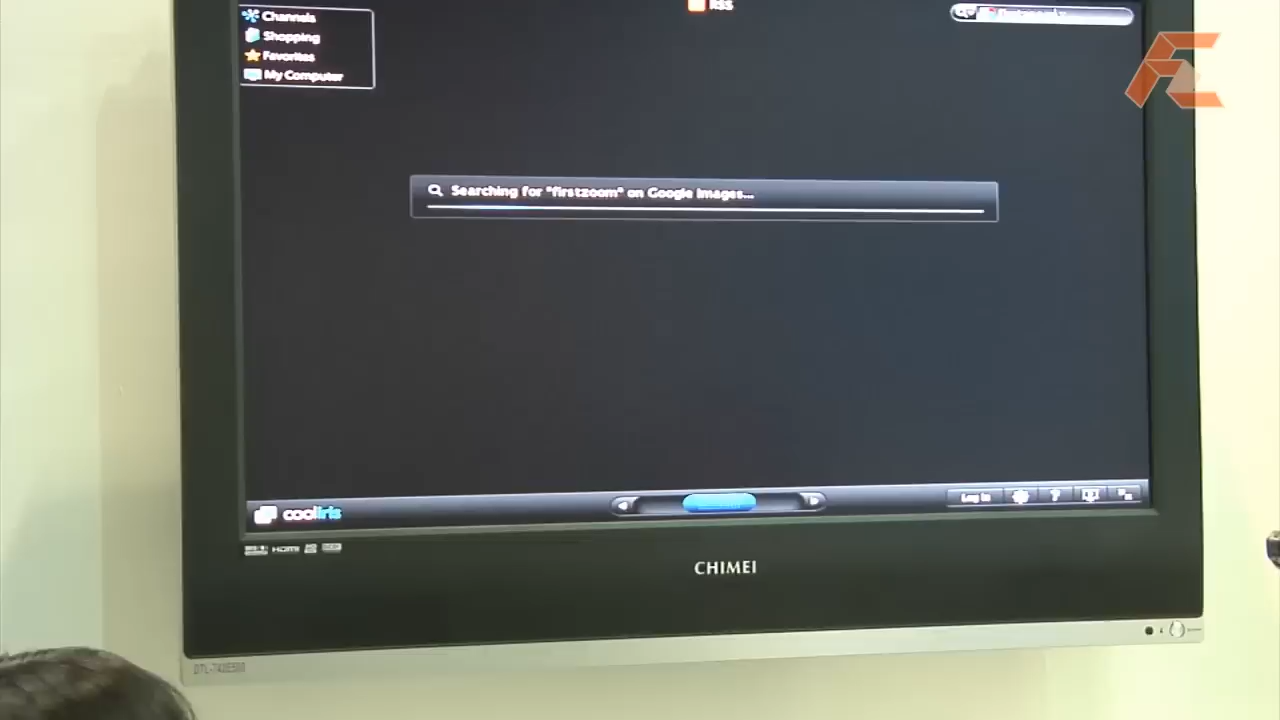 Channels
Shopping
Favorites
My Computer
RSS
Searching for "firstzoom" on Google Images...
cooliris
Log In
?
HDMI
CHIMEI